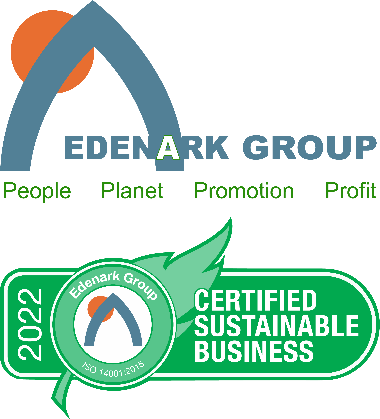 EDENARK GROUP
People Planet Promotion Profit
2022
Edenark Group
ISO 14001:2015
CERTIFIED
SUSTAINABLE
BUSINESS